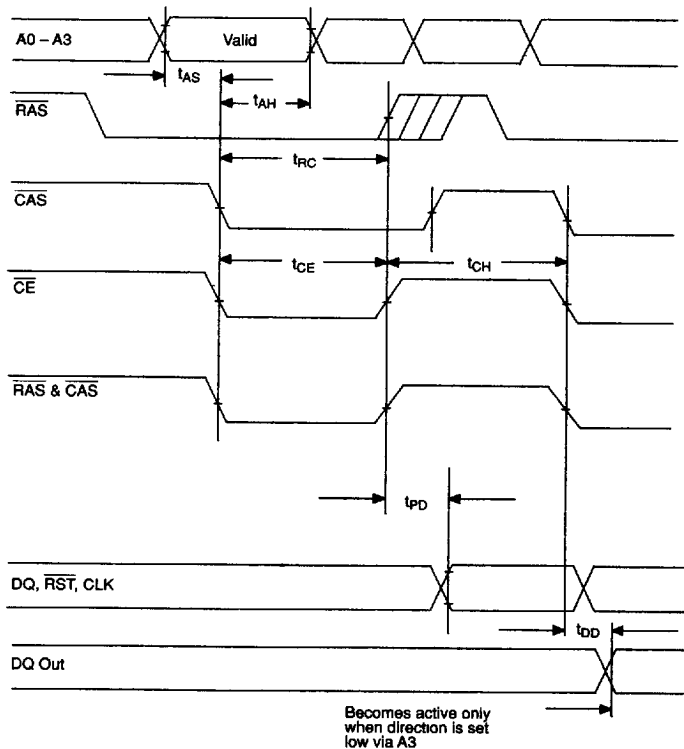 A0 – A3
Valid
tAS
tAH
RAS
tRC
CAS
tCE
tCH
CE
RAS & CAS
tPD
DQ, RST, CLK
tDD
DQ Out
Becomes active only
when direction is set
low via A3